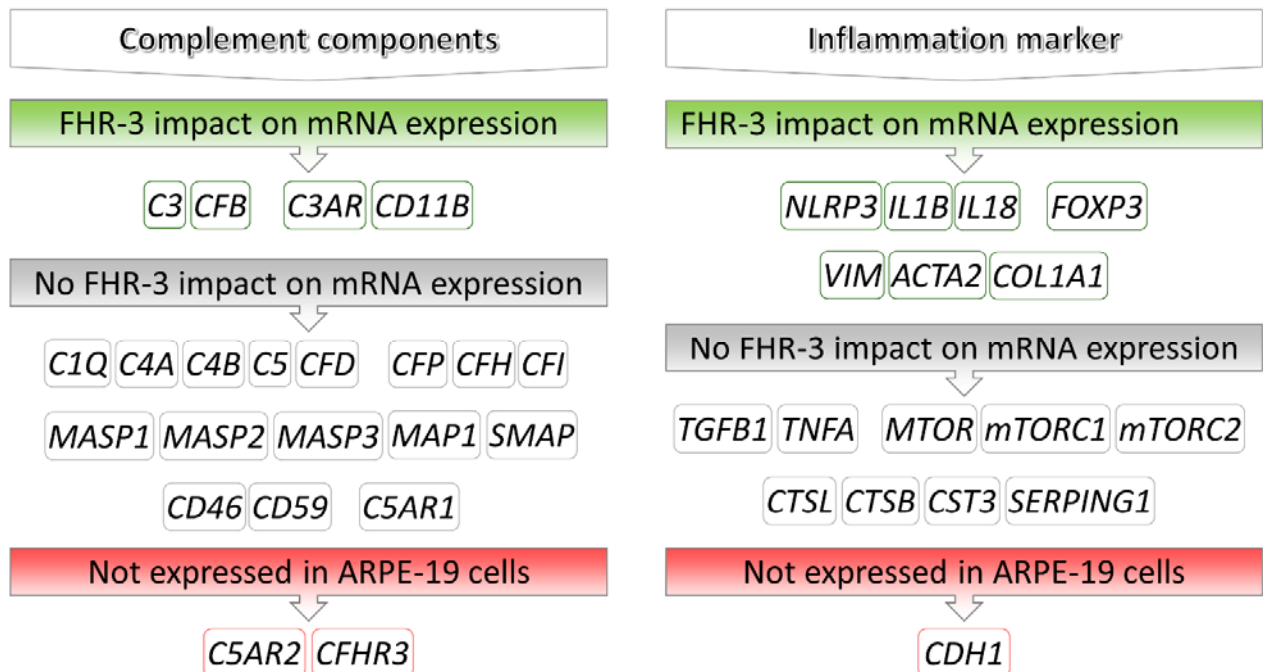 Complement components
FHR-3 impact on mRNA expression
C3 CFB C3AR CD11B
No FHR-3 impact on mRNA expression
C1Q C4A C4B C5 CFD CFP CFH CFI
MASP1 MASP2 MASP3 MAP1 SMAP
CD46 CD59 C5AR1
Not expressed in ARPE-19 cells
C5AR2 CFHR3
Inflammation marker
FHR-3 impact on mRNA expression
NLRP3 IL1B IL18 FOXP3
VIM ACTA2 COL1A1
No FHR-3 impact on mRNA expression
TGFB1 TNFA MTOR mTORC1 mTORC2
CTSL CTSB CST3 SERPING1
Not expressed in ARPE-19 cells
CDH1